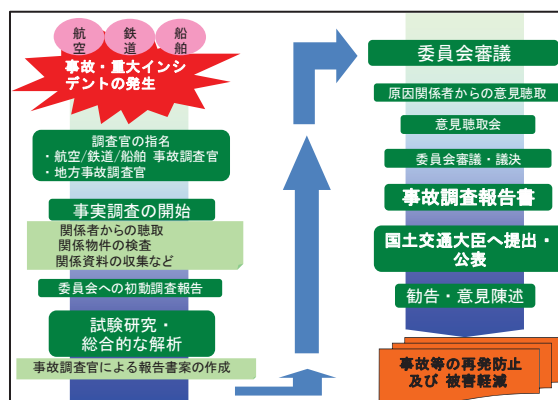 航空
鉄道
船舶
事故・重大インシ
デントの発生
調査官の指名
・航空/鉄道/船舶 事故調査官
・地方事故調査官
事実調査の開始
関係者からの聴取
関係物件の検査
関係資料の収集など
委員会への初動調査報告
試験研究・
総合的な解析
事故調査官による報告書案の作成
委員会審議
原因関係者からの意見聴取
意見聴取会
委員会審議・議決
事故調査報告書
国土交通大臣へ提出・
公表
勧告・意見陳述
事故等の再発防止
及び 被害軽減